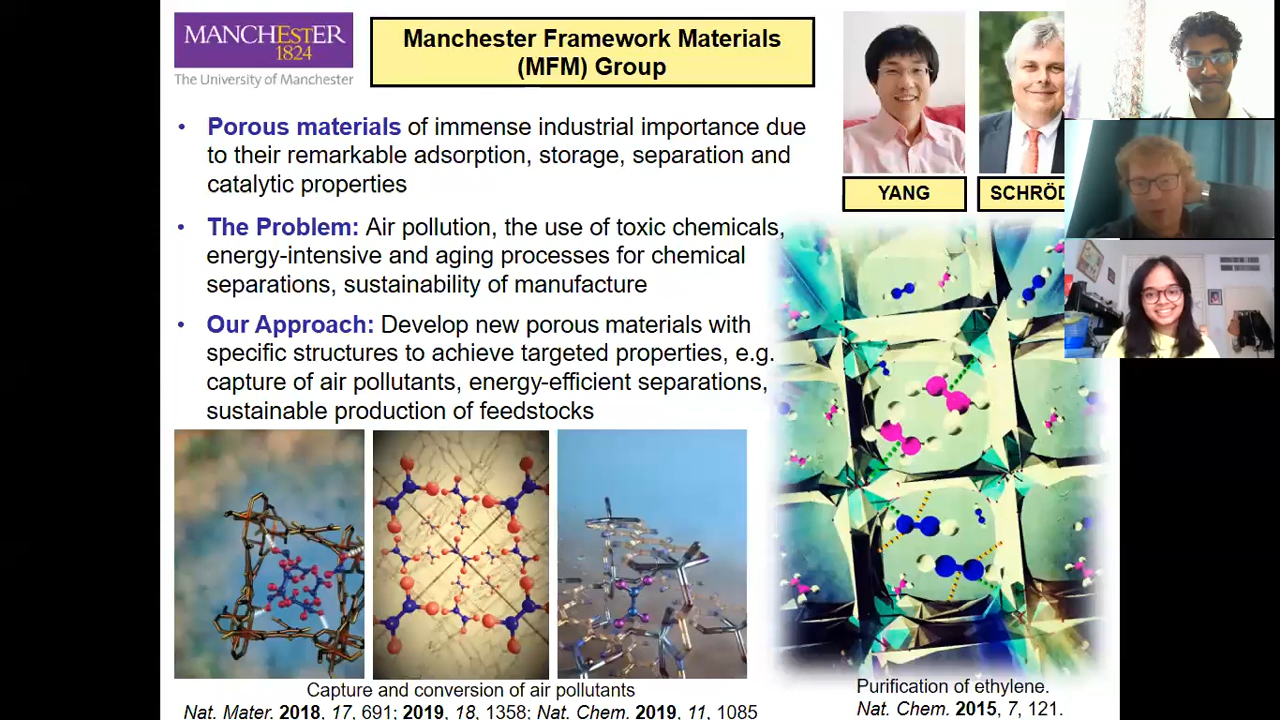 MANCHESTER
1824
The University of Manchester
Manchester Framework Materials
(MFM) Group
YANG
SCHRÖD
• Porous materials of immense industrial importance due
to their remarkable adsorption, storage, separation and
catalytic properties
• The Problem: Air pollution, the use of toxic chemicals,
energy-intensive and aging processes for chemical
separations, sustainability of manufacture
• Our Approach: Develop new porous materials with
specific structures to achieve targeted properties, e.g.
capture of air pollutants, energy-efficient separations,
sustainable production of feedstocks
Capture and conversion of air pollutants
Nat. Mater. 2018, 17, 691; 2019, 18, 1358; Nat. Chem. 2019, 11, 1085
Purification of ethylene.
Nat. Chem. 2015, 7, 121.